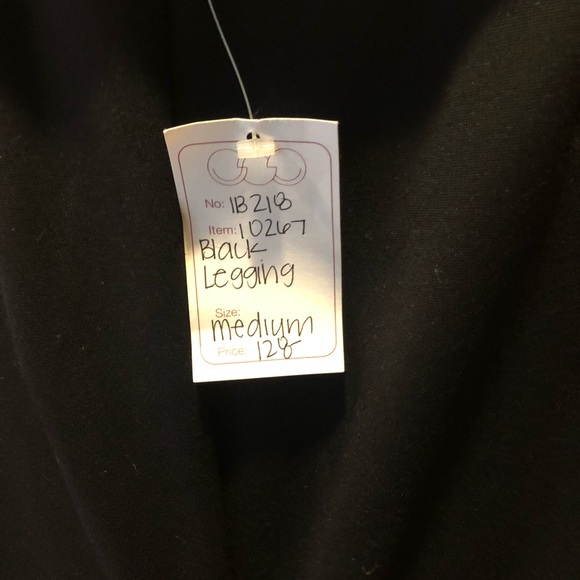 No: 1B218
Item: 10267
Black
Legging
Size:
medium
Price: 128